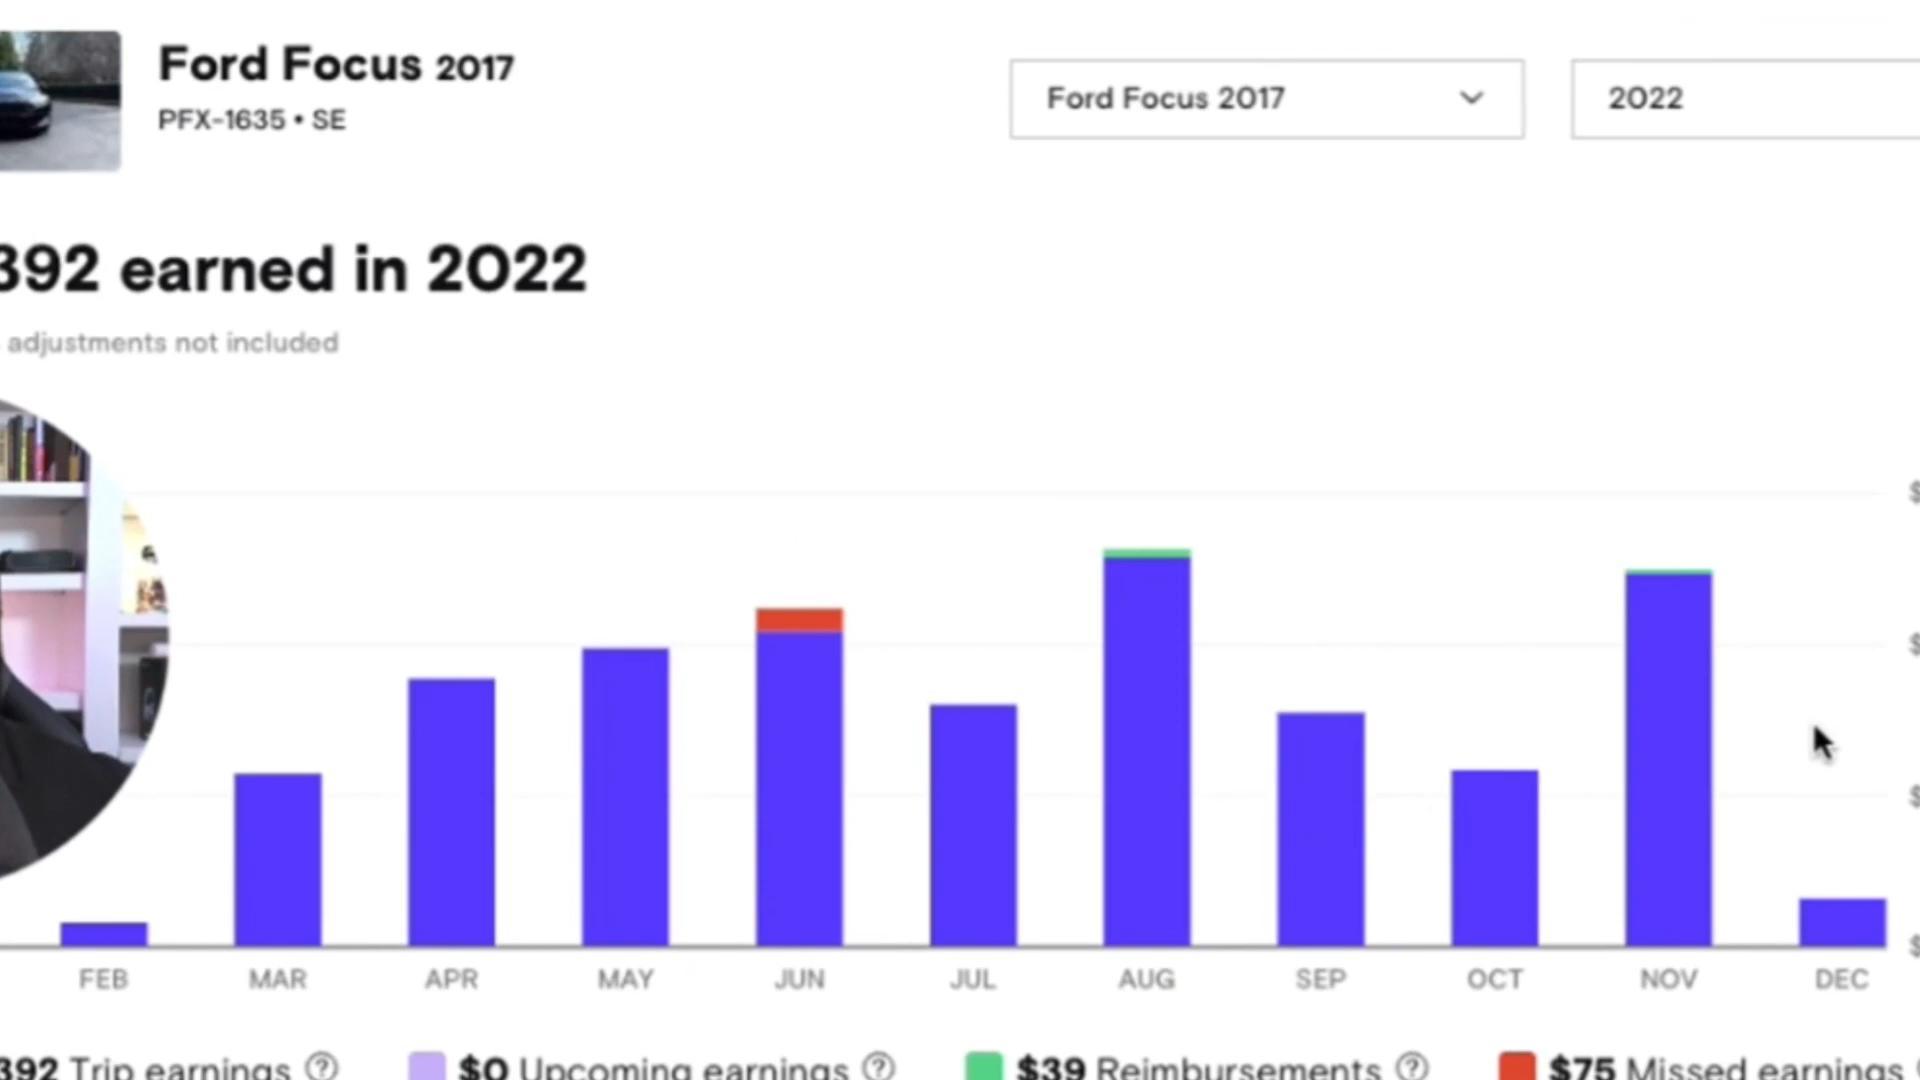 Ford Focus 2017
PFX-1635 • SE
Ford Focus 2017
2022
392 earned in 2022
adjustments not included
$
$
$
$
FEB MAR APR MAY JUN JUL AUG SEP OCT NOV DEC
392 Trip earnings ? $0 Upcoming earnings ? $39 Reimbursements ? $75 Missed earnings